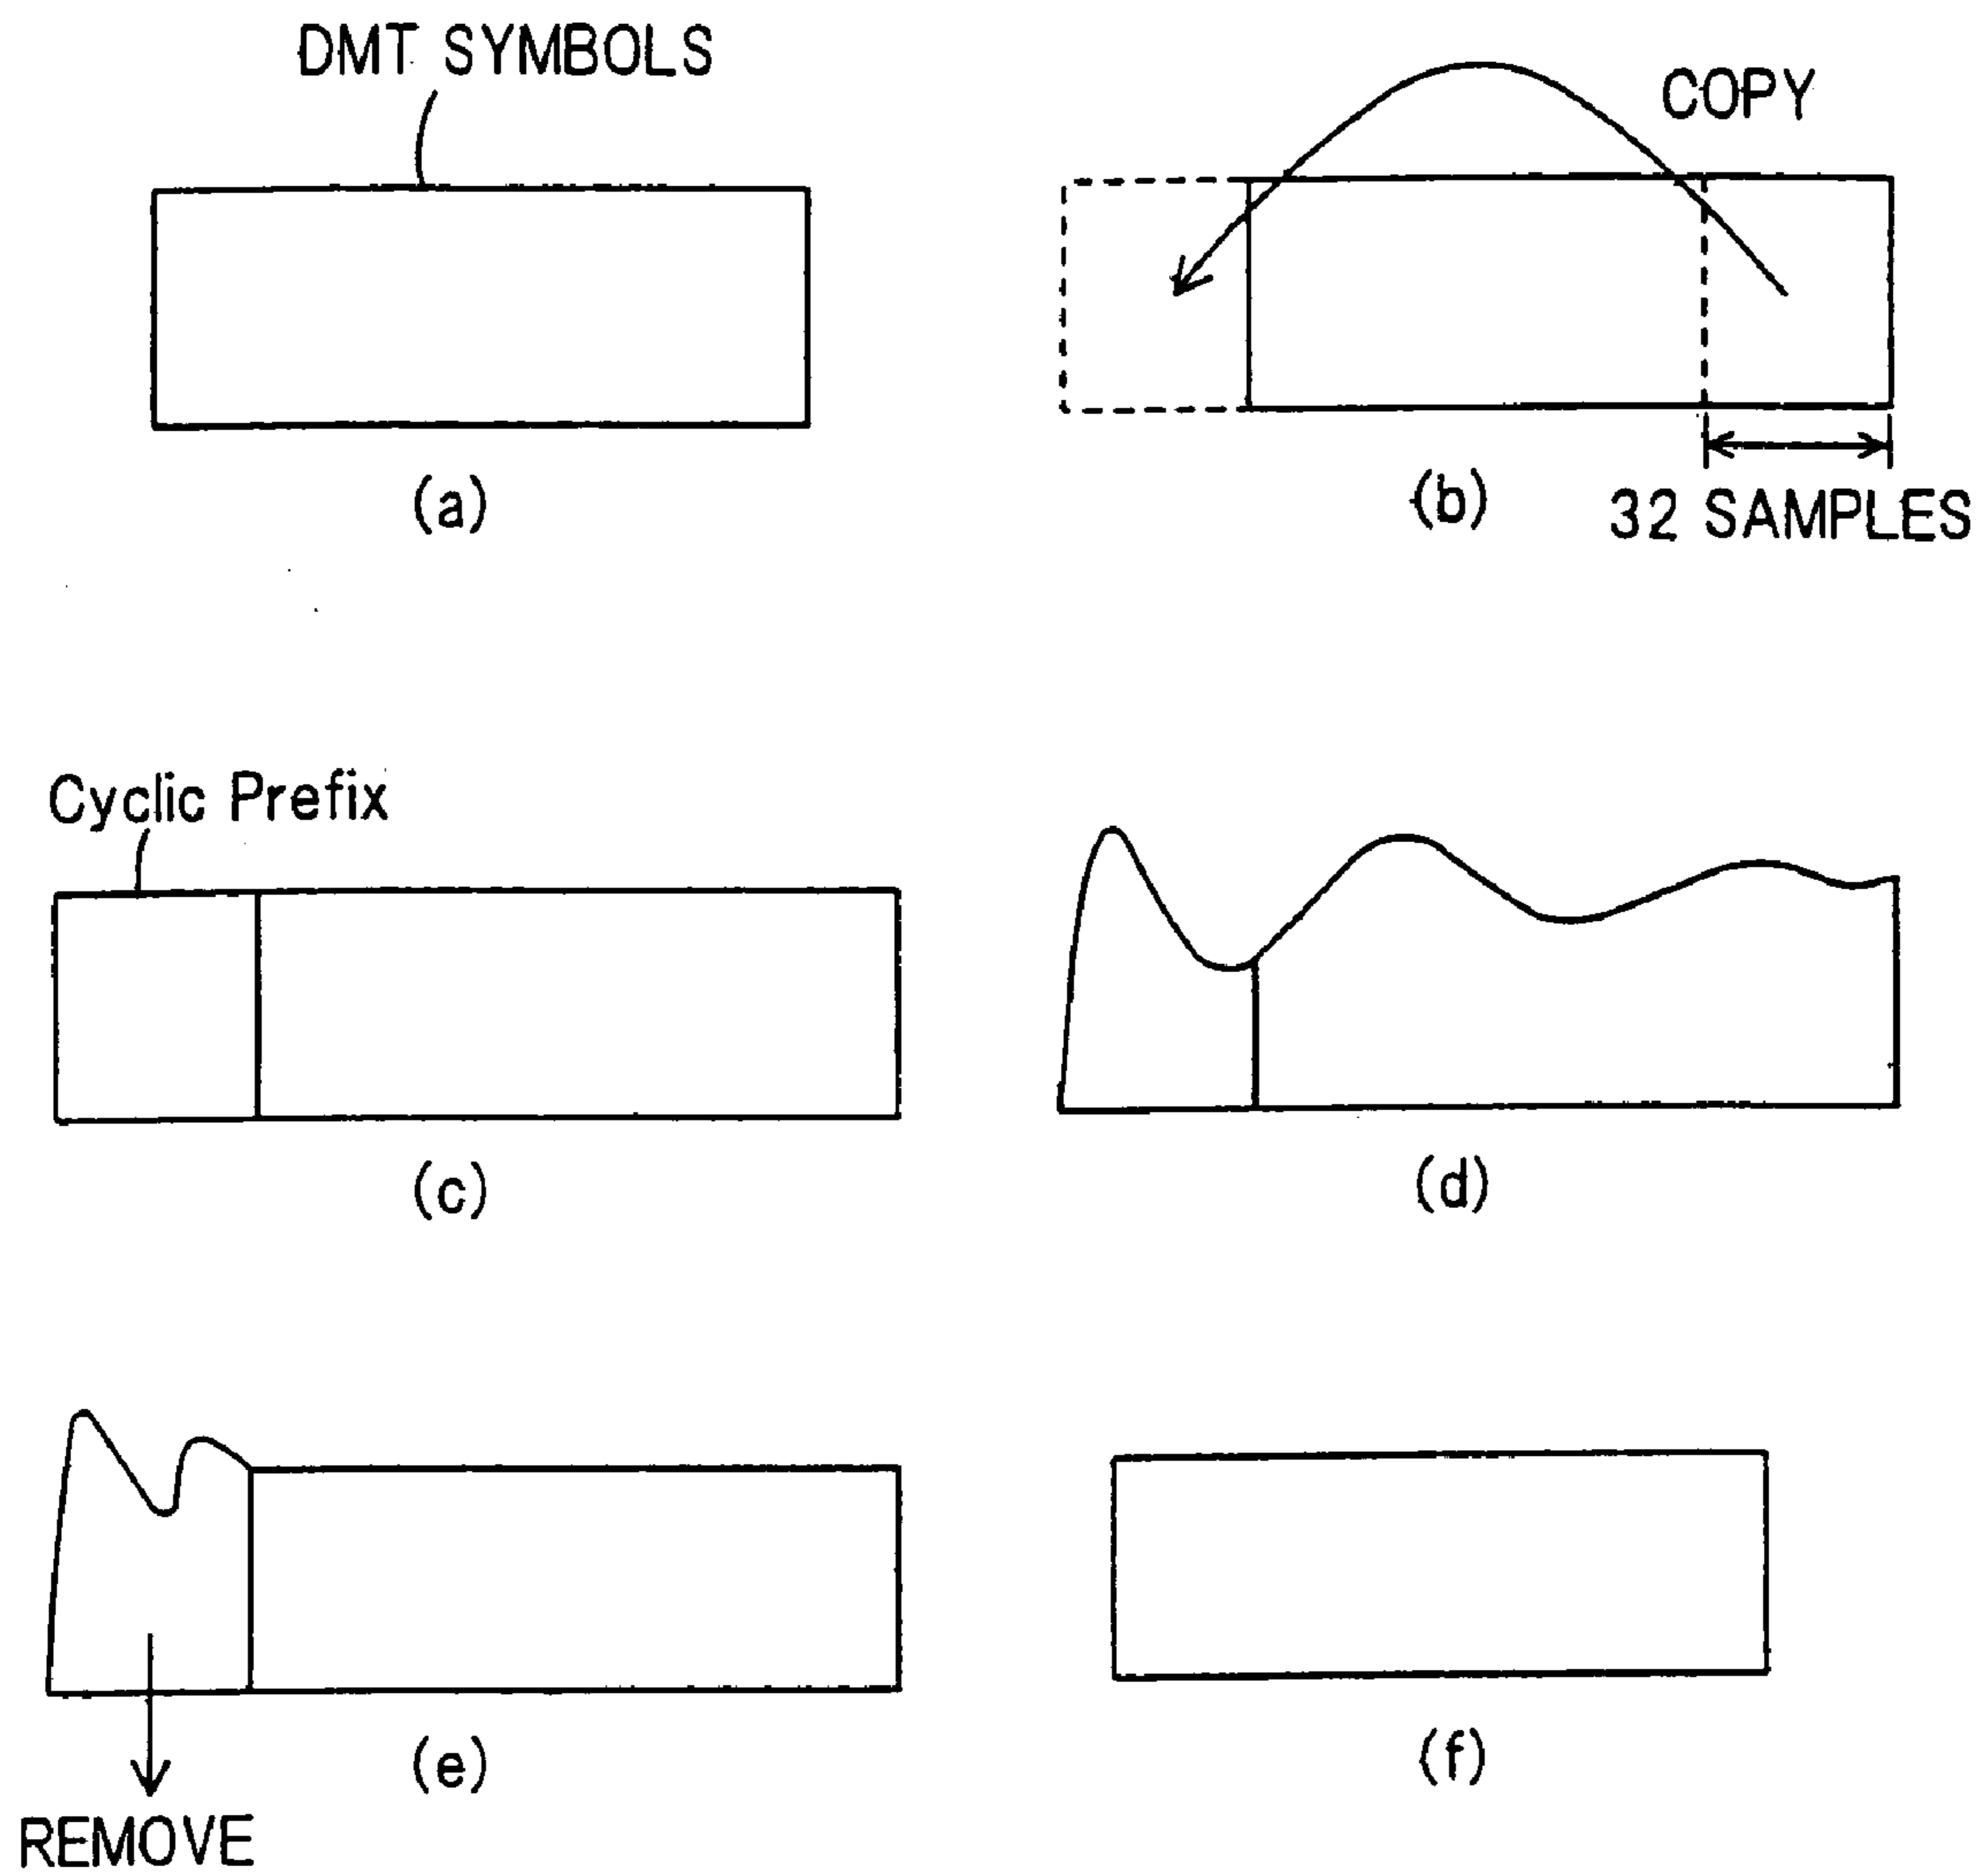 DMT SYMBOLS
COPY
(a)
(b)
32 SAMPLES
Cyclic Prefix
(c)
(d)
(e)
(f)
REMOVE